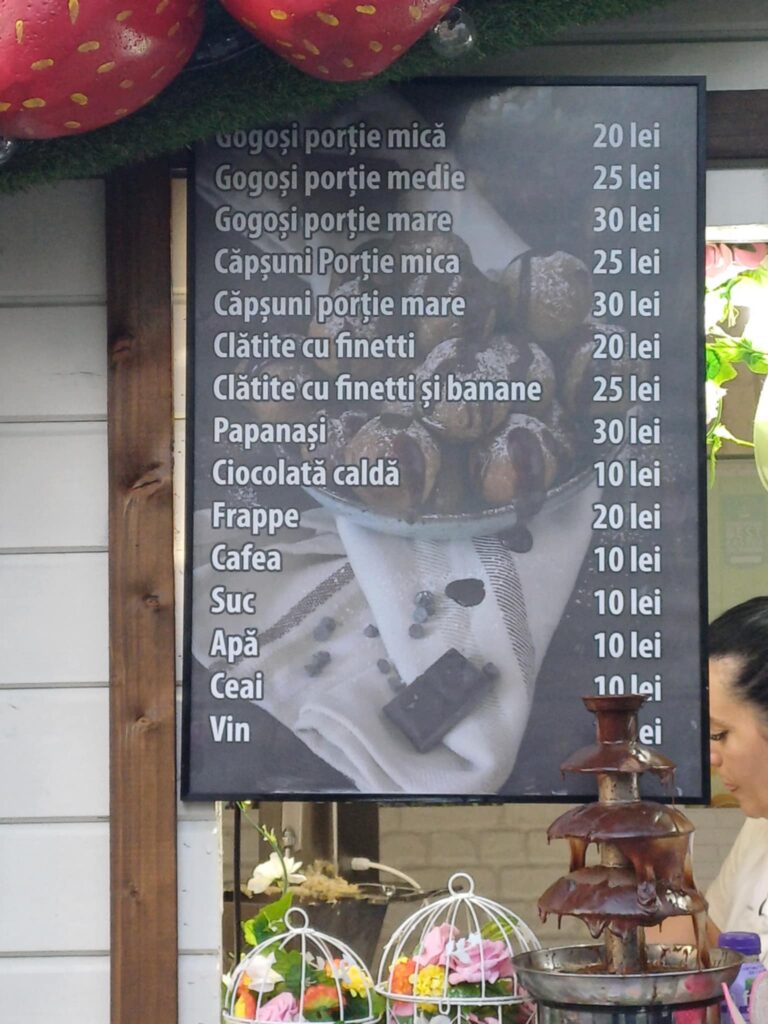 Gogoși porție mică 20 lei
Gogoși porție medie 25 lei
Gogoși porție mare 30 lei
Căpșuni Porție mica 25 lei
Căpșuni porție mare 30 lei
Clătite cu finetti 20 lei
Clătite cu finetti și banane 25 lei
Papanași 30 lei
Ciocolată caldă 10 lei
Frappe 20 lei
Cafea 10 lei
Suc 10 lei
Apă 10 lei
Ceai 10 lei
Vin lei